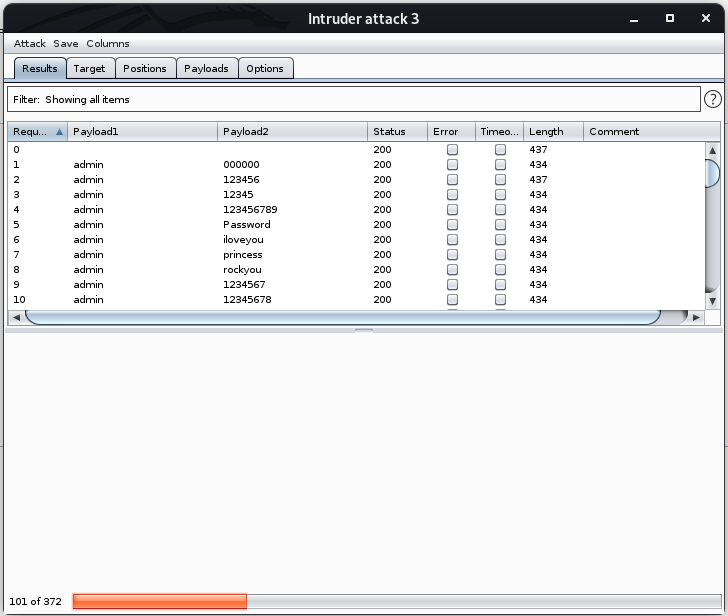 Intruder attack 3
Attack Save Columns
Results Target Positions Payloads Options
Filter: Showing all items ?
Requ... Payload1 Payload2 Status Error Timeo... Length Comment
0 200 437
1 admin 000000 200 434
2 admin 123456 200 437
3 admin 12345 200 434
4 admin 123456789 200 434
5 admin Password 200 434
6 admin iloveyou 200 434
7 admin princess 200 434
8 admin rockyou 200 434
9 admin 1234567 200 434
10 admin 12345678 200 434
101 of 372